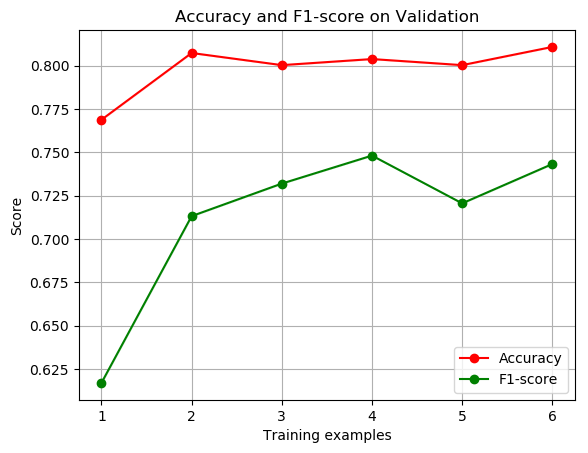 Accuracy and F1-score on Validation
0.800
0.775
0.750
0.725
0.700
0.675
0.650
0.625
Score
1 2 3 4 5 6
Training examples
Accuracy
F1-score